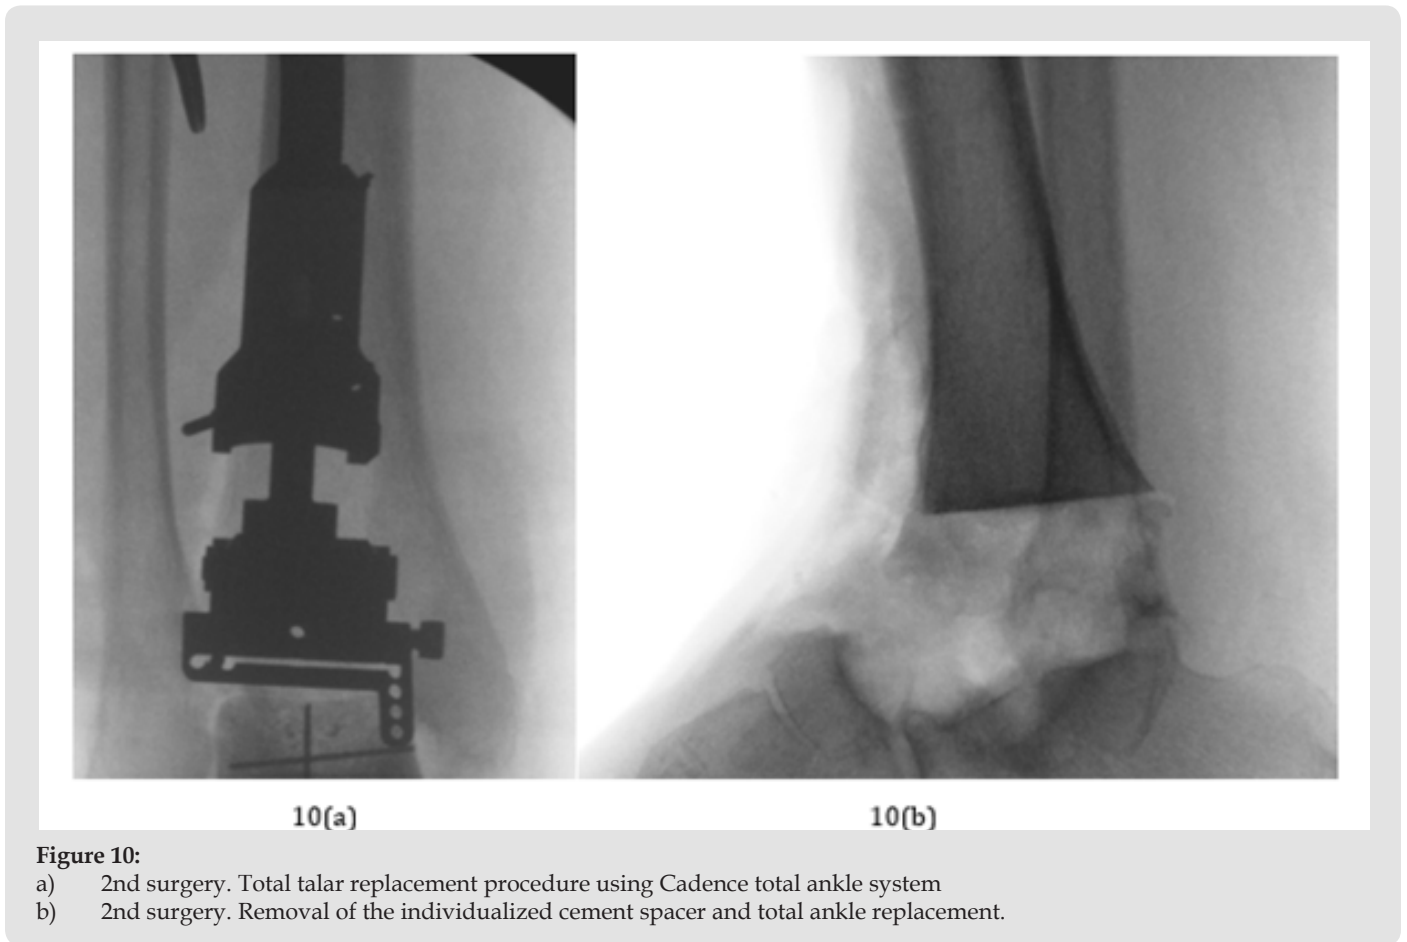 10(a) 10(b)
Figure 10:
a) 2nd surgery. Total talar replacement procedure using Cadence total ankle system
b) 2nd surgery. Removal of the individualized cement spacer and total ankle replacement.